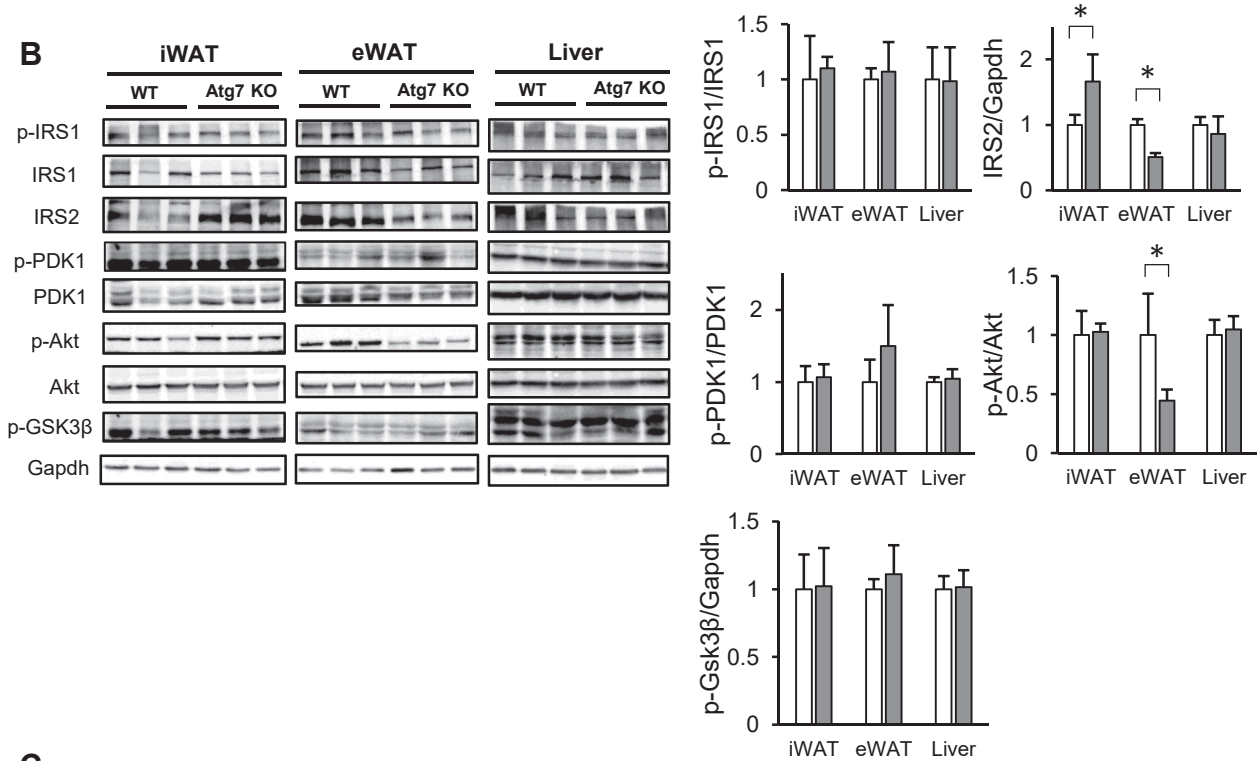 B
iWAT eWAT Liver
WT Atg7 KO WT Atg7 KO WT Atg7 KO
p-IRS1
IRS1
IRS2
p-PDK1
PDK1
p-Akt
Akt
p-GSK3β
Gapdh
p-IRS1/IRS1
1.5
1
0.5
0
iWAT eWAT Liver
IRS2/Gapdh
2
1
0
*
*
iWAT eWAT Liver
p-PDK1/PDK1
2
1
0
iWAT eWAT Liver
p-Akt/Akt
1.5
1
0.5
0
*
iWAT eWAT Liver
p-Gsk3β/Gapdh
1.5
1
0.5
0
iWAT eWAT Liver